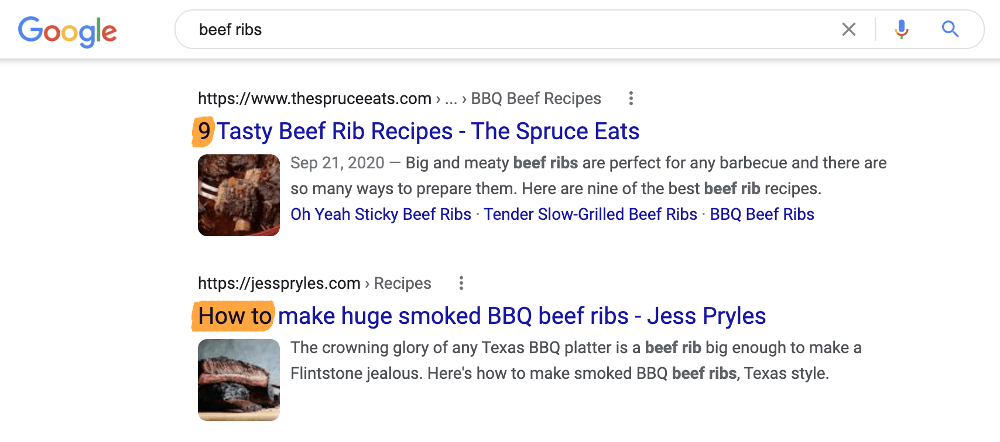 Google
beef ribs
https://www.thespruceeats.com › ... › BBQ Beef Recipes
9 Tasty Beef Rib Recipes - The Spruce Eats
Sep 21, 2020 — Big and meaty beef ribs are perfect for any barbecue and there are
so many ways to prepare them. Here are nine of the best beef rib recipes.
Oh Yeah Sticky Beef Ribs · Tender Slow-Grilled Beef Ribs · BBQ Beef Ribs
https://jesspryles.com › Recipes
How to make huge smoked BBQ beef ribs - Jess Pryles
The crowning glory of any Texas BBQ platter is a beef rib big enough to make a
Flintstone jealous. Here's how to make smoked BBQ beef ribs, Texas style.